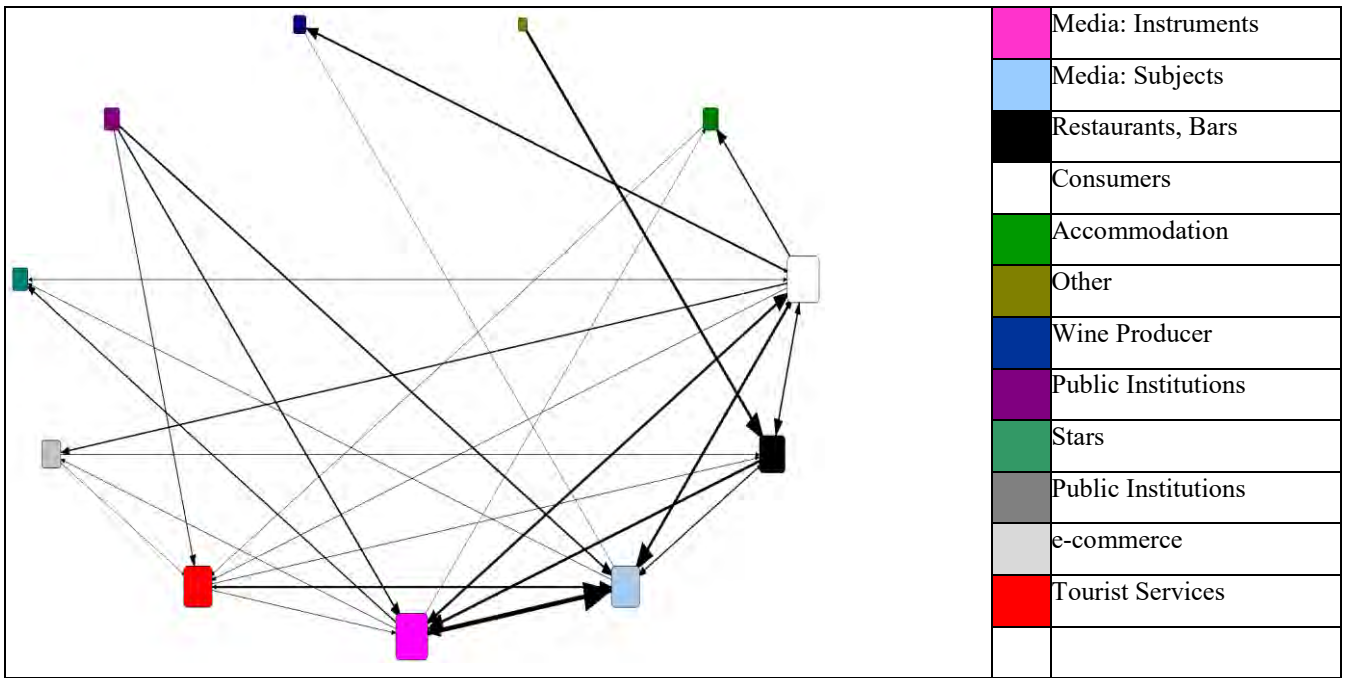 Media: Instruments
Media: Subjects
Restaurants, Bars
Consumers
Accommodation
Other
Wine Producer
Public Institutions
Stars
Public Institutions
e-commerce
Tourist Services